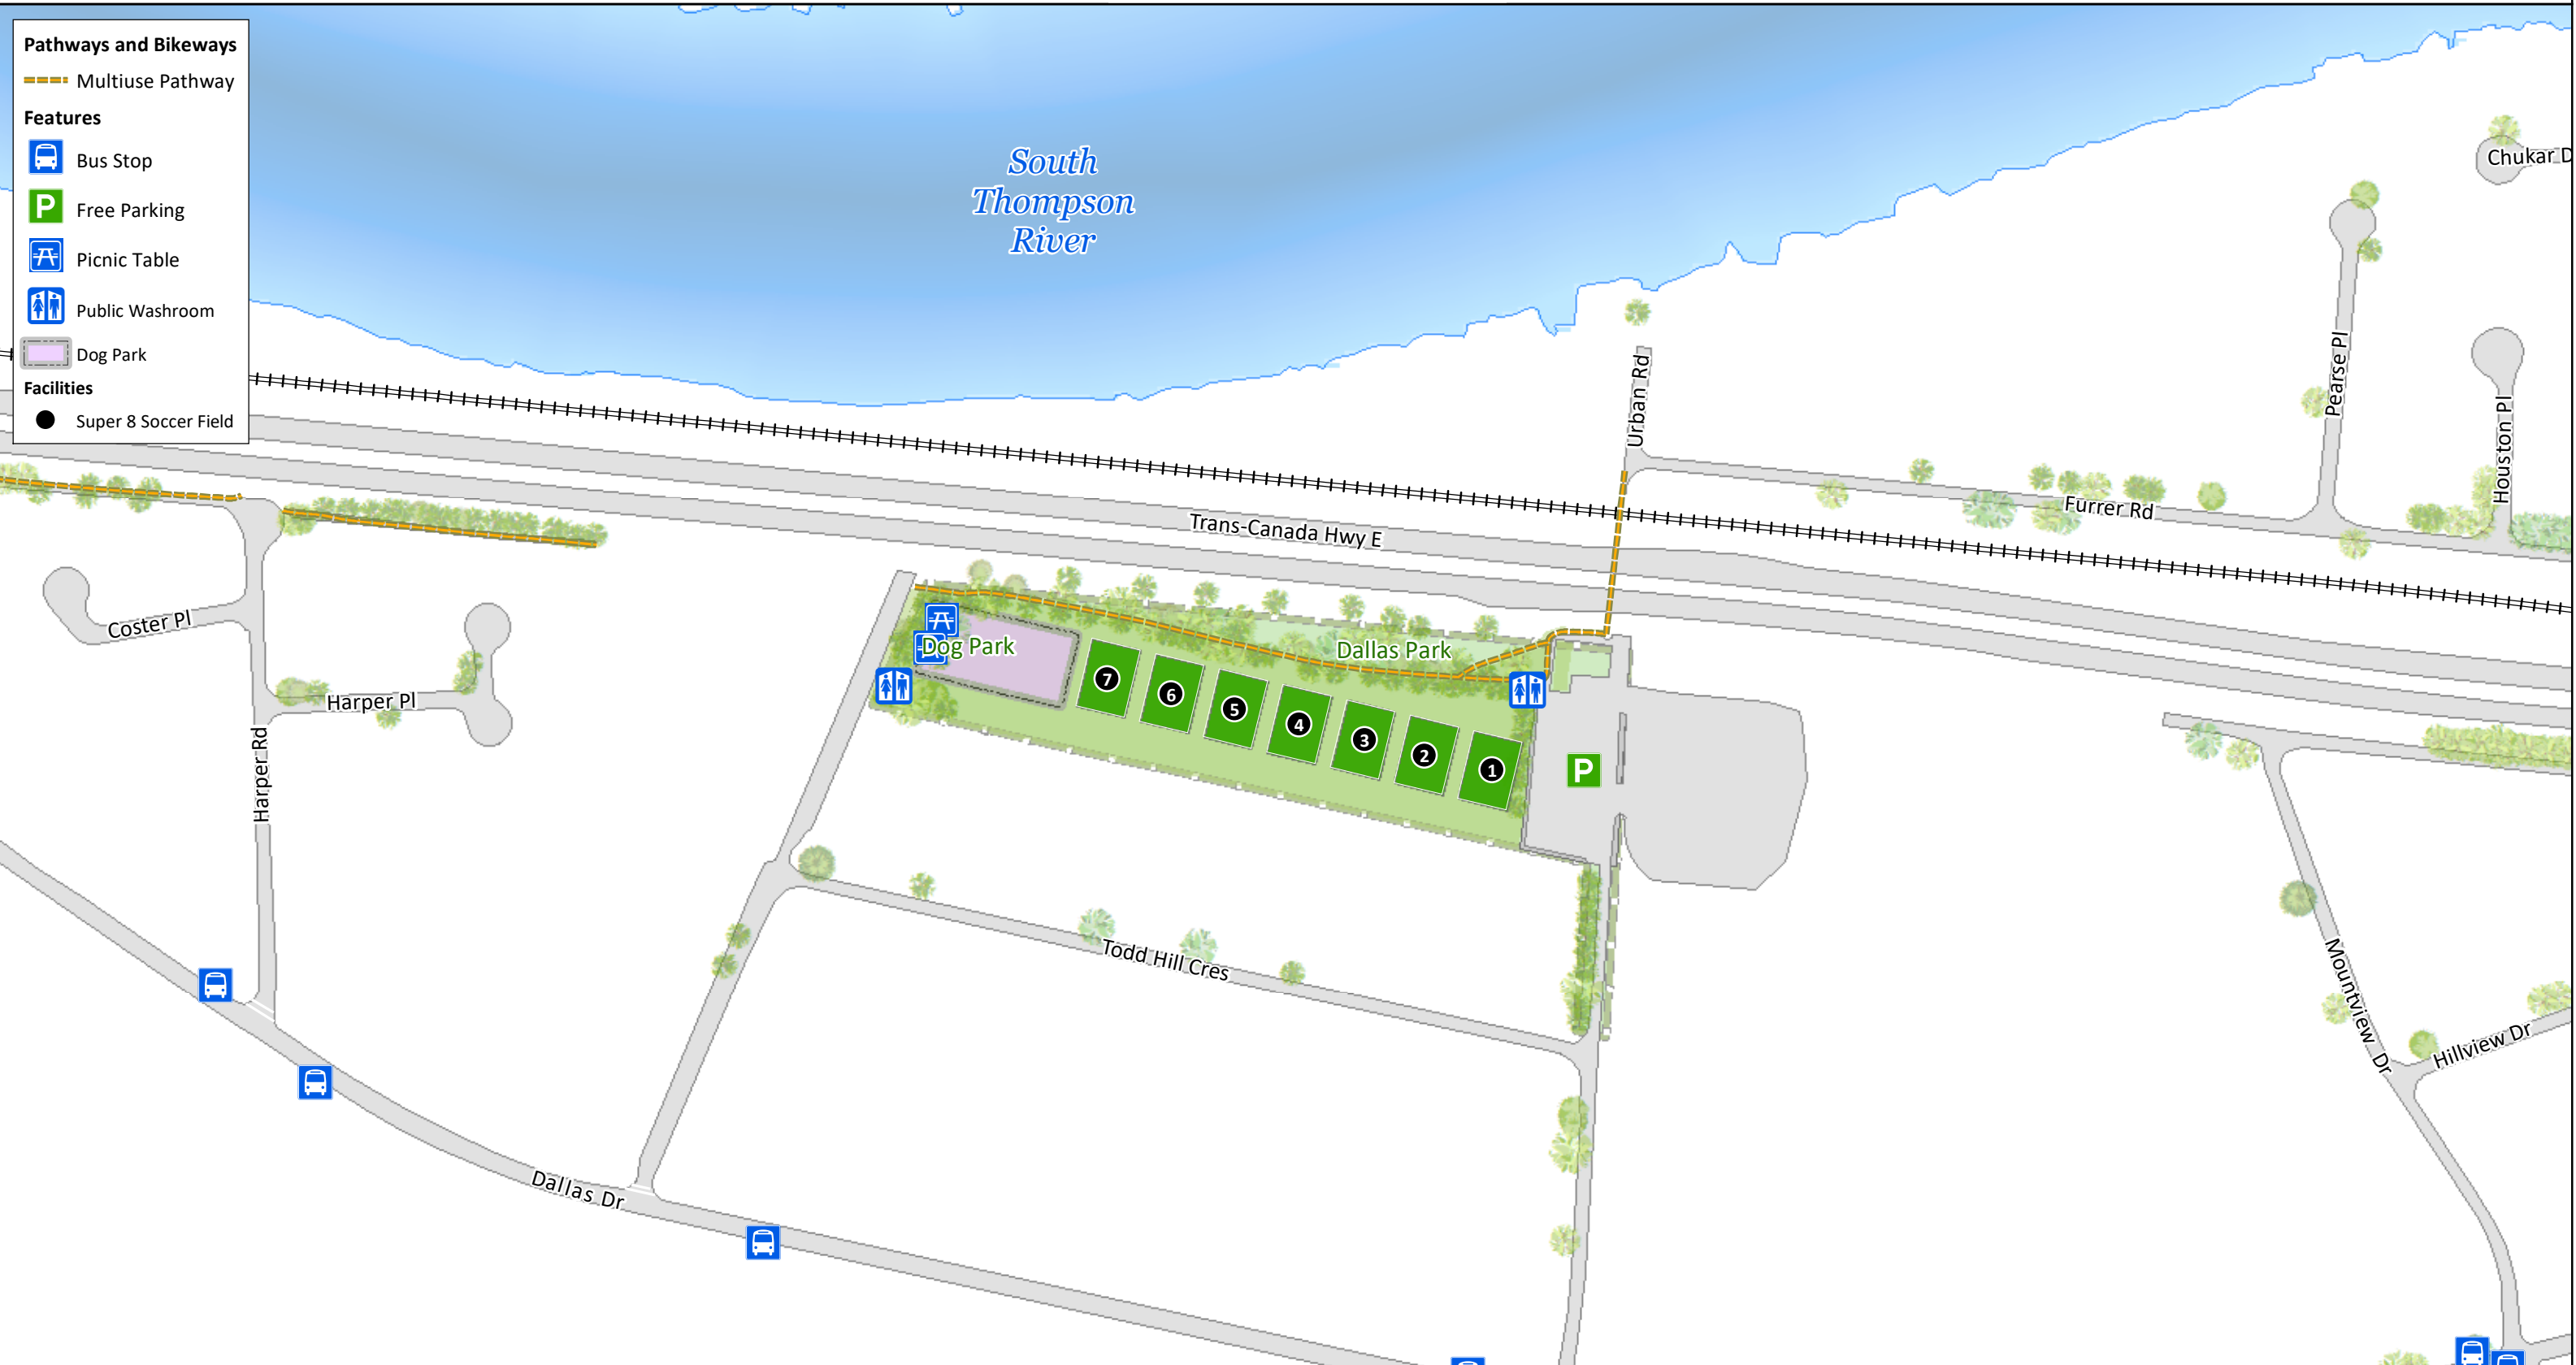 Pathways and Bikeways
Multiuse Pathway
Features
Bus Stop
P Free Parking
Picnic Table
Public Washroom
Dog Park
Facilities
Super 8 Soccer Field
South
Thompson
River
Chukar D
Pearse Pl
Houston Pl
Urban Rd
Furrer Rd
Trans-Canada Hwy E
Coster Pl
Harper Pl
Harper Rd
Dog Park
Dallas Park
7
6
5
4
3
2
1
P
Todd Hill Cres
Mountview Dr
Hillview Dr
Dallas Dr